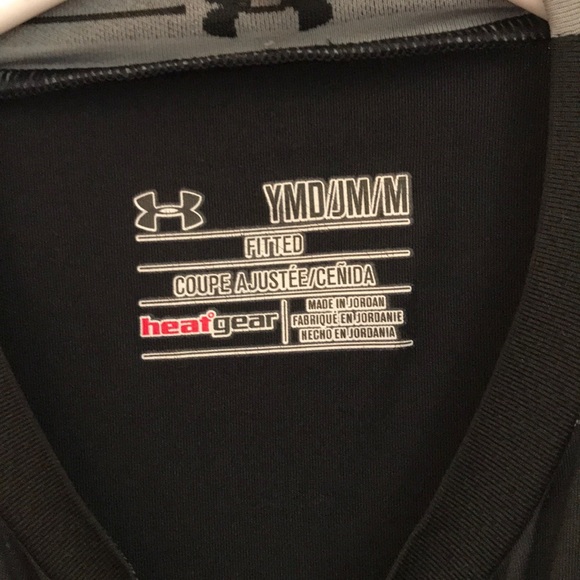 YMD/JM/M
FITTED
COUPE AJUSTÉE/CEÑIDA
heatgear
MADE IN JORDAN
FABRIQUÉ EN JORDANIE
HECHO EN JORDANIA